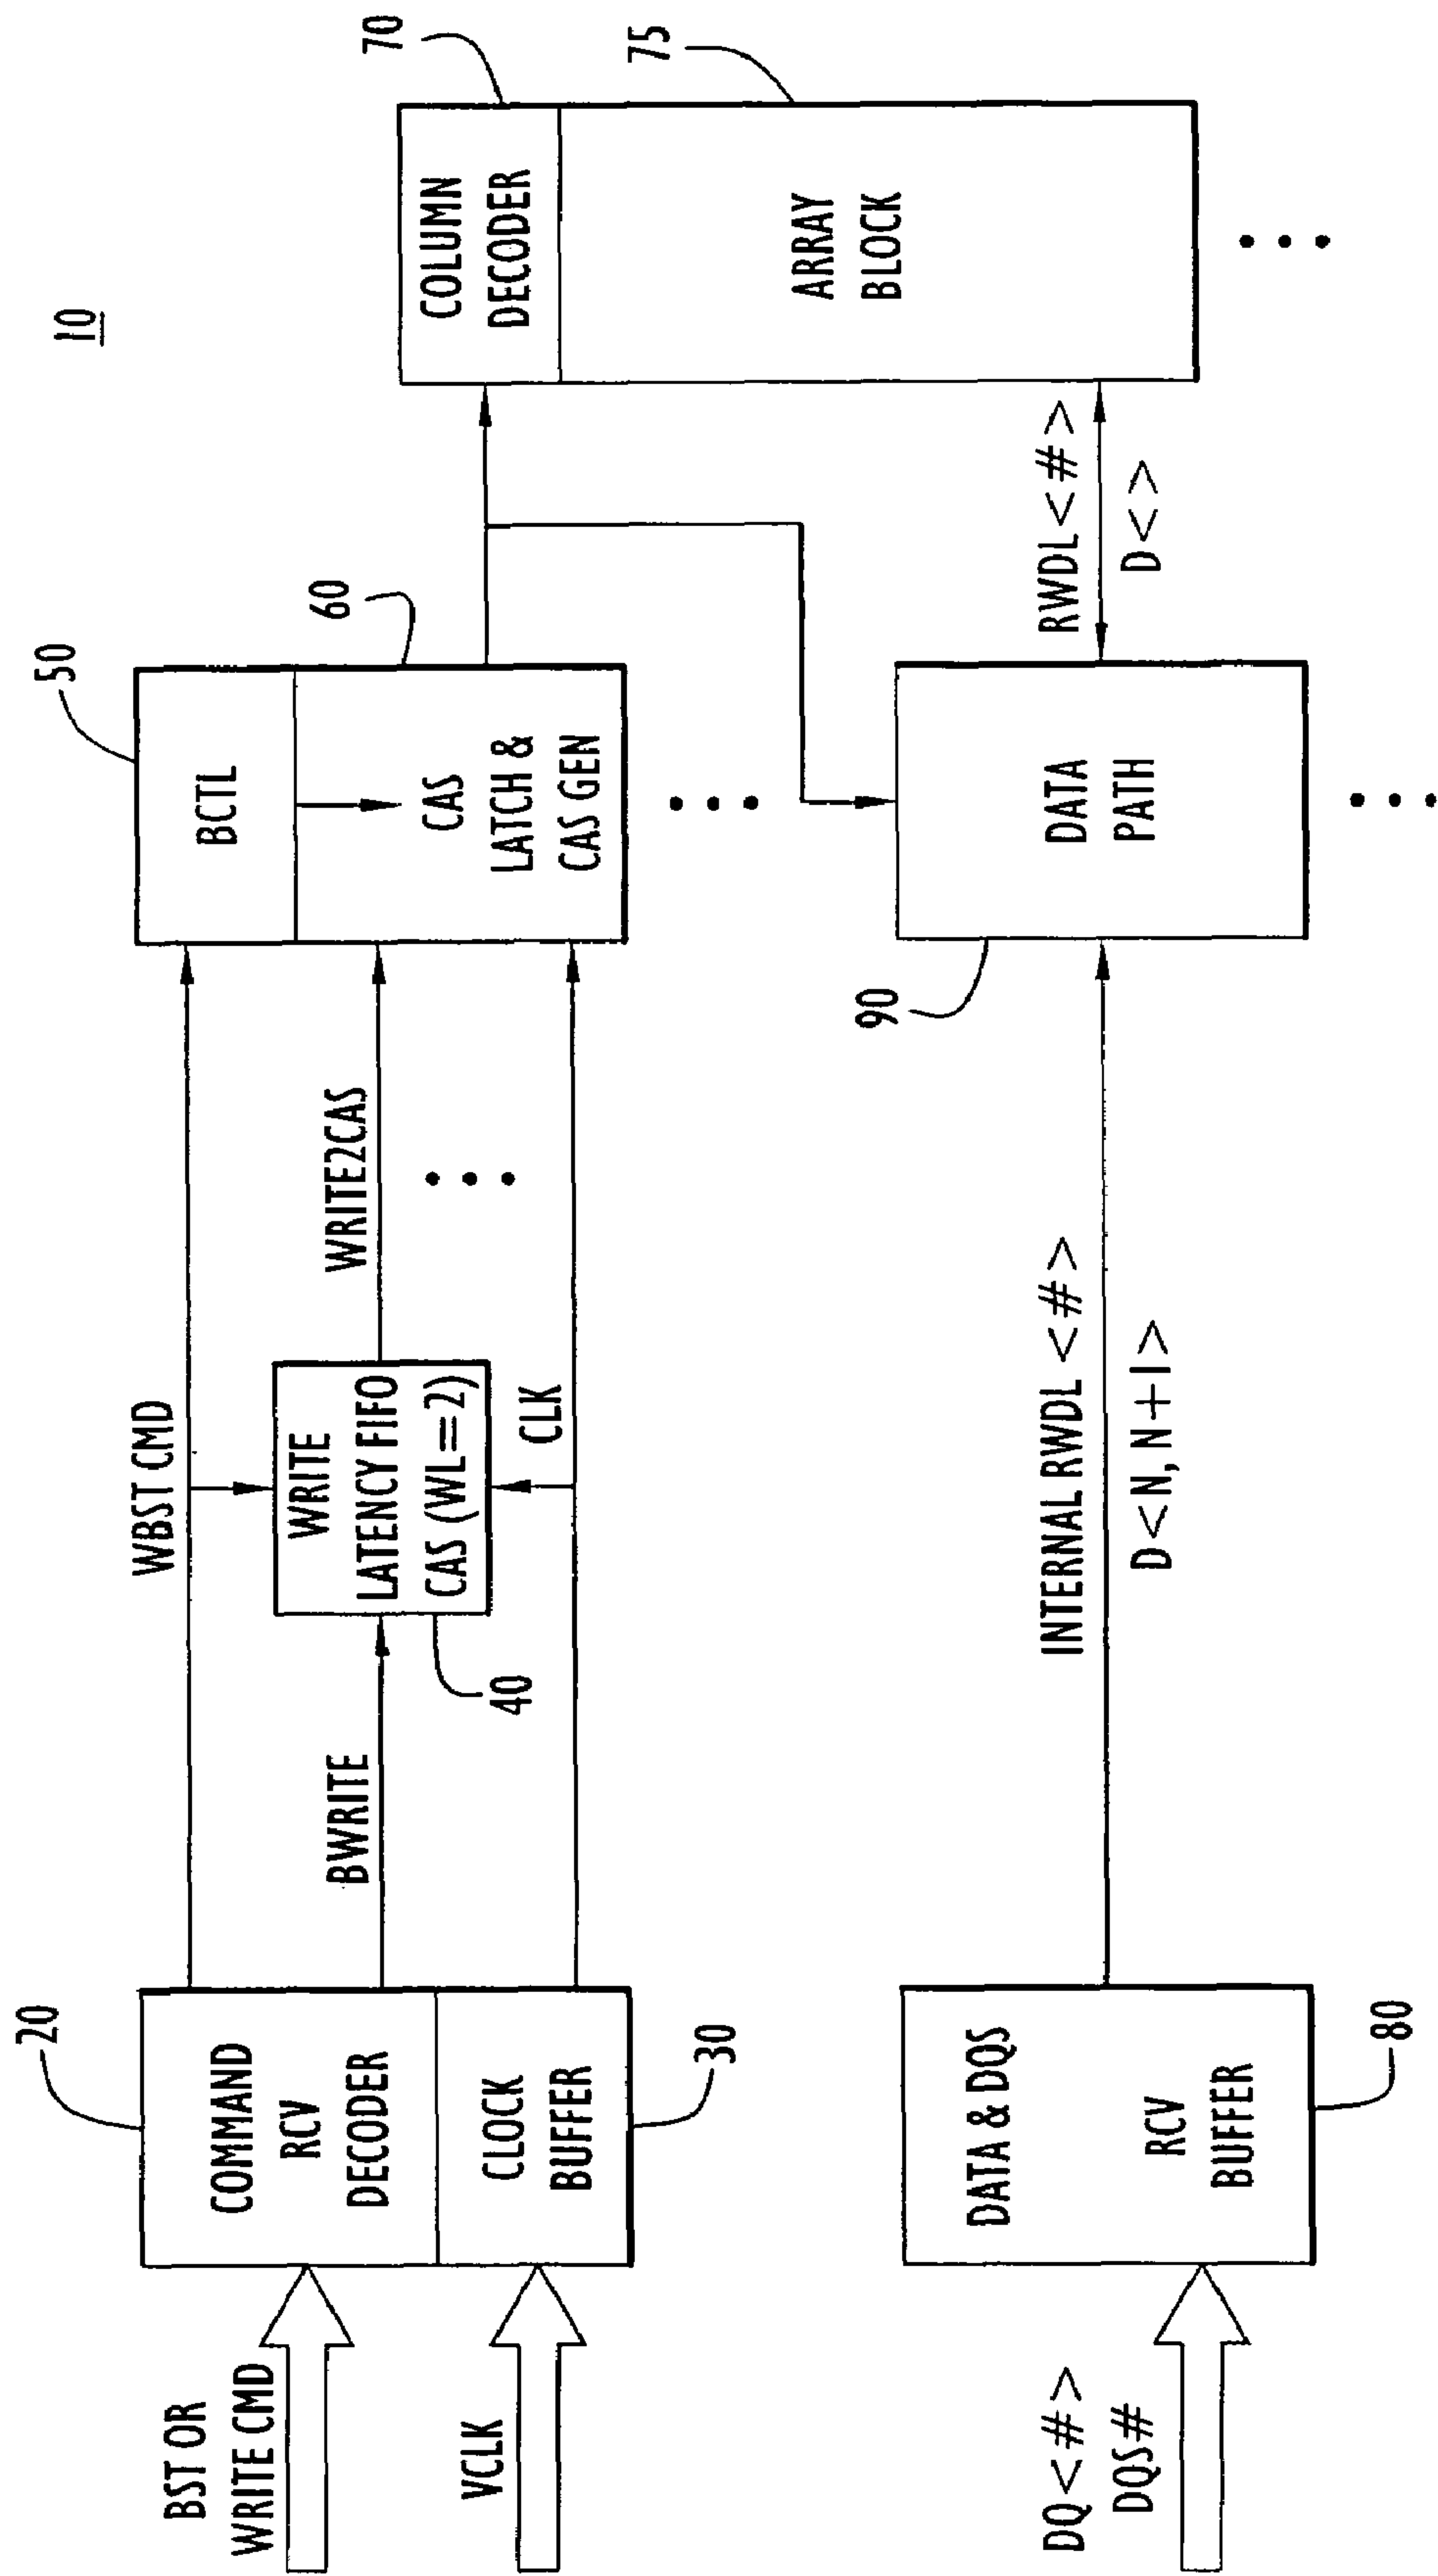 10
20
50
60
70
75
BST OR
WRITE CMD
VCLK
COMMAND
RCV
DECODER
CLOCK
BUFFER
30
WBST CMD
BWRITE
WRITE
LATENCY FIFO
CAS (WL=2)
40
WRITE2CAS
CLK
BCTL
CAS
LATCH &
CAS GEN
COLUMN
DECODER
ARRAY
BLOCK
DQ<#>
DQS#
DATA & DQS
RCV
BUFFER
80
INTERNAL RWDL <#>
D<N, N+1>
90
DATA
PATH
RWDL<#>
D<>